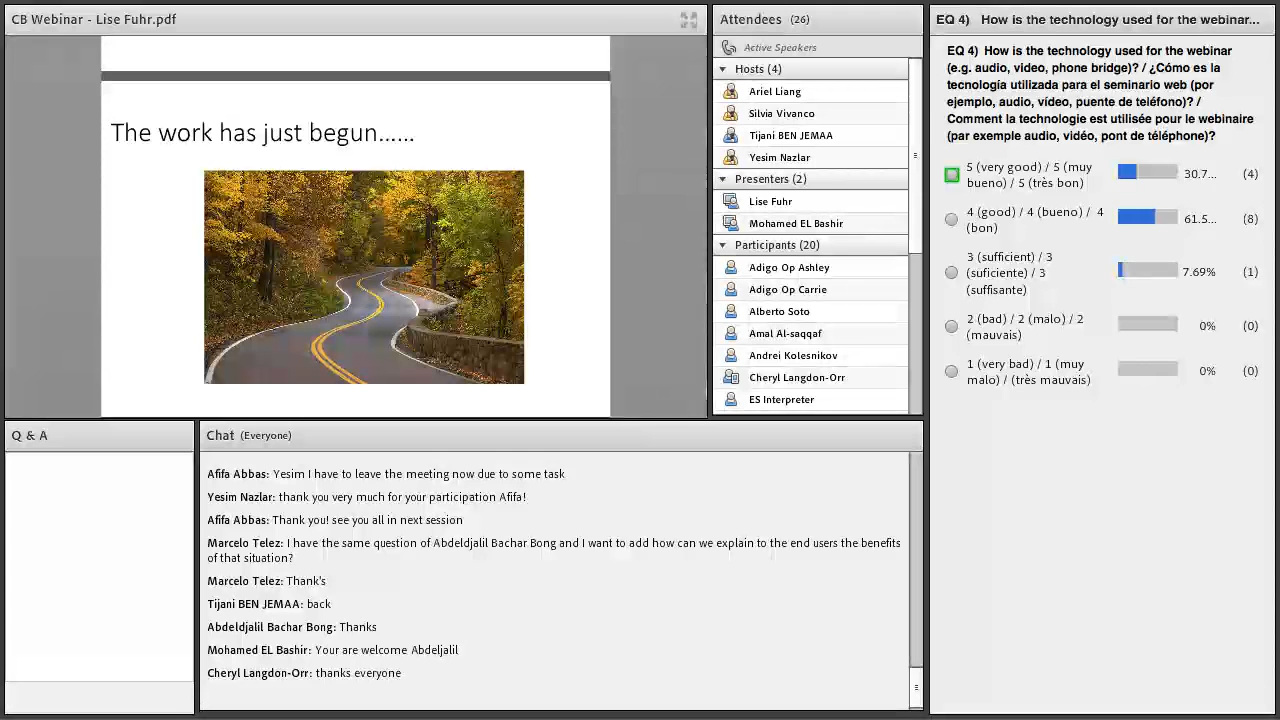 CB Webinar - Lise Fuhr.pdf
The work has just begun......
Attendees (26)
Active Speakers
Hosts (4)
Ariel Liang
Silvia Vivanco
Tijani BEN JEMAA
Yesim Nazlar
Presenters (2)
Lise Fuhr
Mohamed EL Bashir
Participants (20)
Adigo Op Ashley
Adigo Op Carrie
Alberto Soto
Amal Al-saqqaf
Andrei Kolesnikov
Cheryl Langdon-Orr
ES Interpreter
EQ 4) How is the technology used for the webinar...
EQ 4) How is the technology used for the webinar
(e.g. audio, video, phone bridge)? / ¿Cómo es la
tecnología utilizada para el seminario web (por
ejemplo, audio, vídeo, puente de teléfono)? /
Comment la technologie est utilisée pour le webinaire
(par exemple audio, vidéo, pont de téléphone)?
5 (very good) / 5 (muy
bueno) / 5 (très bon)
30.7... (4)
4 (good) / 4 (bueno) / 4
(bon)
61.5... (8)
3 (sufficient) / 3
(suficiente) / 3
(suffisante)
7.69% (1)
2 (bad) / 2 (malo) / 2
(mauvais)
0% (0)
1 (very bad) / 1 (muy
malo) / (très mauvais)
0% (0)
Q & A
Chat (Everyone)
Afifa Abbas: Yesim I have to leave the meeting now due to some task
Yesim Nazlar: thank you very much for your participation Afifa!
Afifa Abbas: Thank you! see you all in next session
Marcelo Telez: I have the same question of Abdeldjalil Bachar Bong and I want to add how can we explain to the end users the benefits
of that situation?
Marcelo Telez: Thank's
Tijani BEN JEMAA: back
Abdeldjalil Bachar Bong: Thanks
Mohamed EL Bashir: Your are welcome Abdeljalil
Cheryl Langdon-Orr: thanks everyone